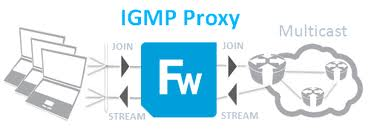 IGMP Proxy
Multicast
JOIN
JOIN
Fw
STREAM
STREAM